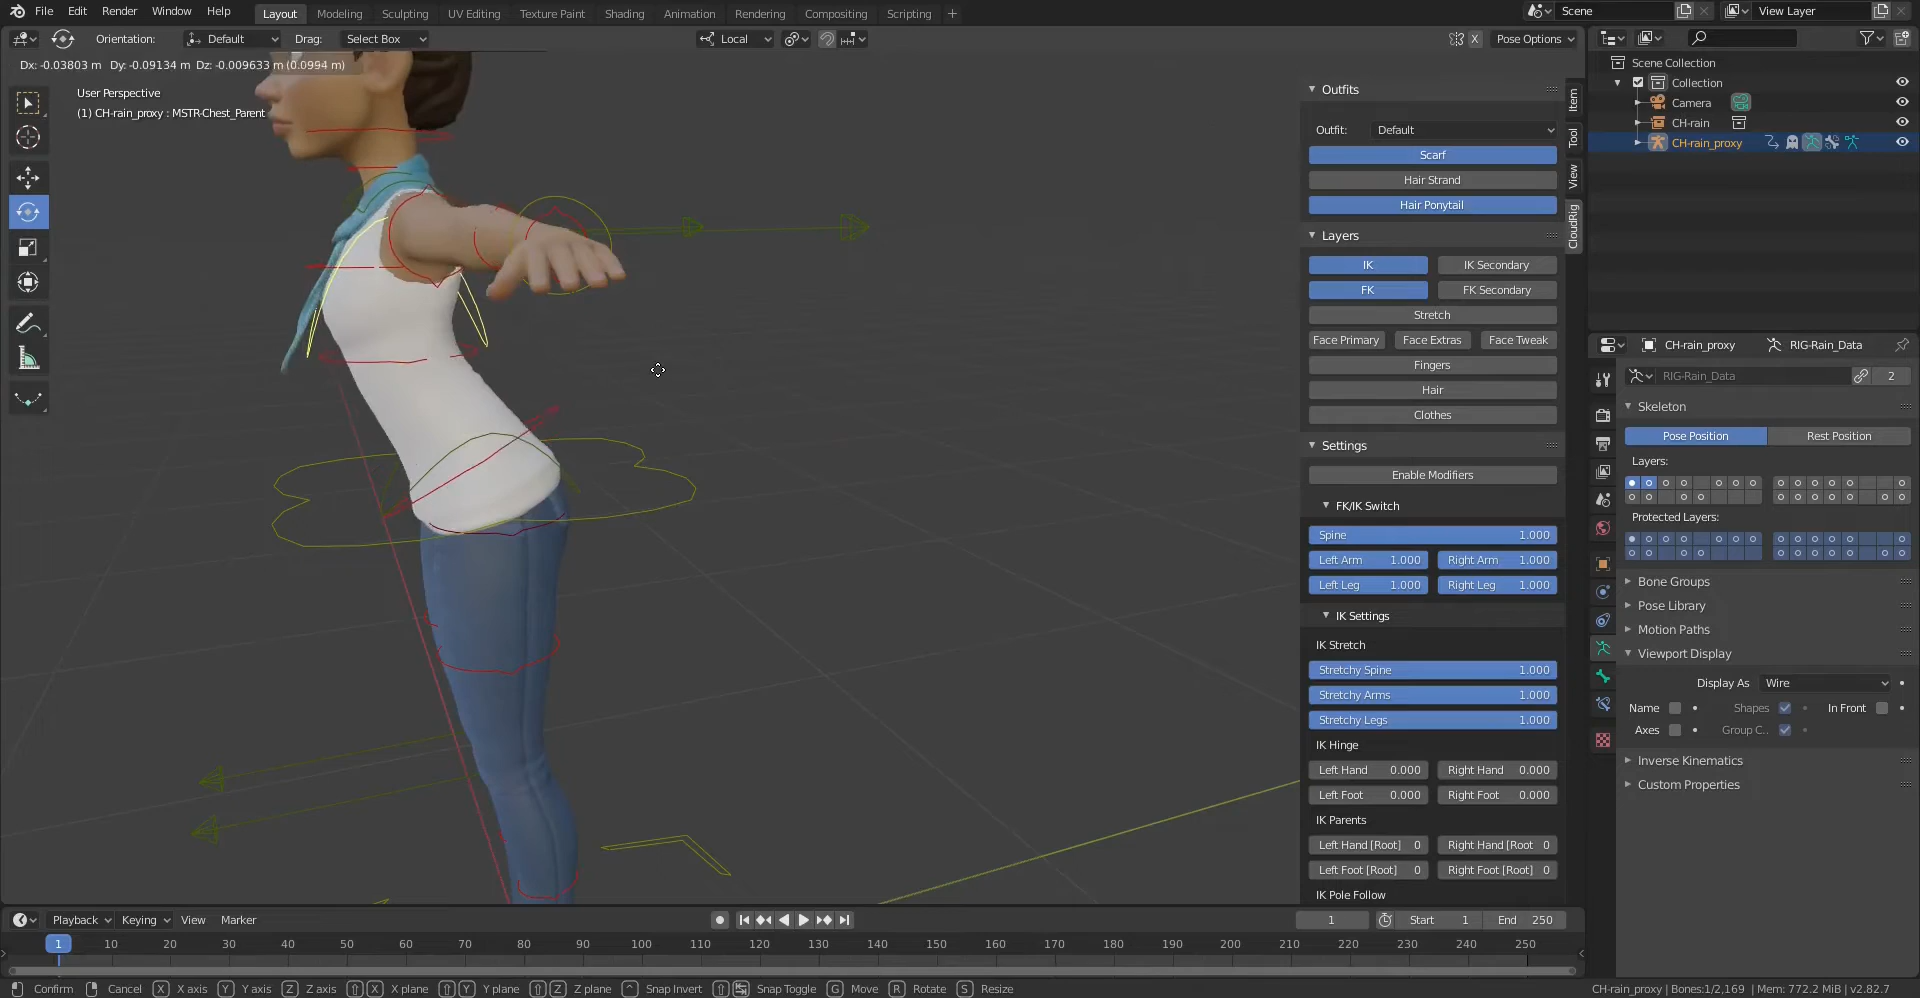 File Edit Render Window Help Layout Modeling Sculpting UV Editing Texture Paint Shading Animation Rendering Compositing Scripting + Scene View Layer
Orientation: Default Drag: Select Box Local X Pose Options
Dx: -0.03803 m Dy: -0.09134 m Dz: -0.009633 m (0.0994 m)
User Perspective
(1) CH-rain_proxy : MSTR-Chest_Parent
Outfits
Outfit: Default
Scarf
Hair Strand
Hair Ponytail
Layers
IK IK Secondary
FK FK Secondary
Stretch
Face Primary Face Extras Face Tweak
Fingers
Hair
Clothes
Settings
Enable Modifiers
FK/IK Switch
Spine 1.000
Left Arm 1.000 Right Arm 1.000
Left Leg 1.000 Right Leg 1.000
IK Settings
IK Stretch
Stretchy Spine 1.000
Stretchy Arms 1.000
Stretchy Legs 1.000
IK Hinge
Left Hand 0.000 Right Hand 0.000
Left Foot 0.000 Right Foot 0.000
IK Parents
Left Hand [Root] 0 Right Hand [Root 0
Left Foot [Root] 0 Right Foot [Root] 0
IK Pole Follow
Item
Tool
View
CloudRig
Scene Collection
Collection
Camera
CH-rain
CH-rain_proxy
CH-rain_proxy RIG-Rain_Data
RIG-Rain_Data 2
Skeleton
Pose Position Rest Position
Layers:
Protected Layers:
Bone Groups
Pose Library
Motion Paths
Viewport Display
Display As Wire
Name Shapes In Front
Axes Group C..
Inverse Kinematics
Custom Properties
Playback Keying View Marker 1 Start 1 End 250
1 10 20 30 40 50 60 70 80 90 100 110 120 130 140 150 160 170 180 190 200 210 220 230 240 250
Confirm Cancel X X axis Y Y axis Z Z axis X X plane Y Y plane Z Z plane Snap Invert Snap Toggle G Move R Rotate S Resize CH-rain_proxy | Bones:1/2,169 | Mem: 772.2 MiB | v2.82.7